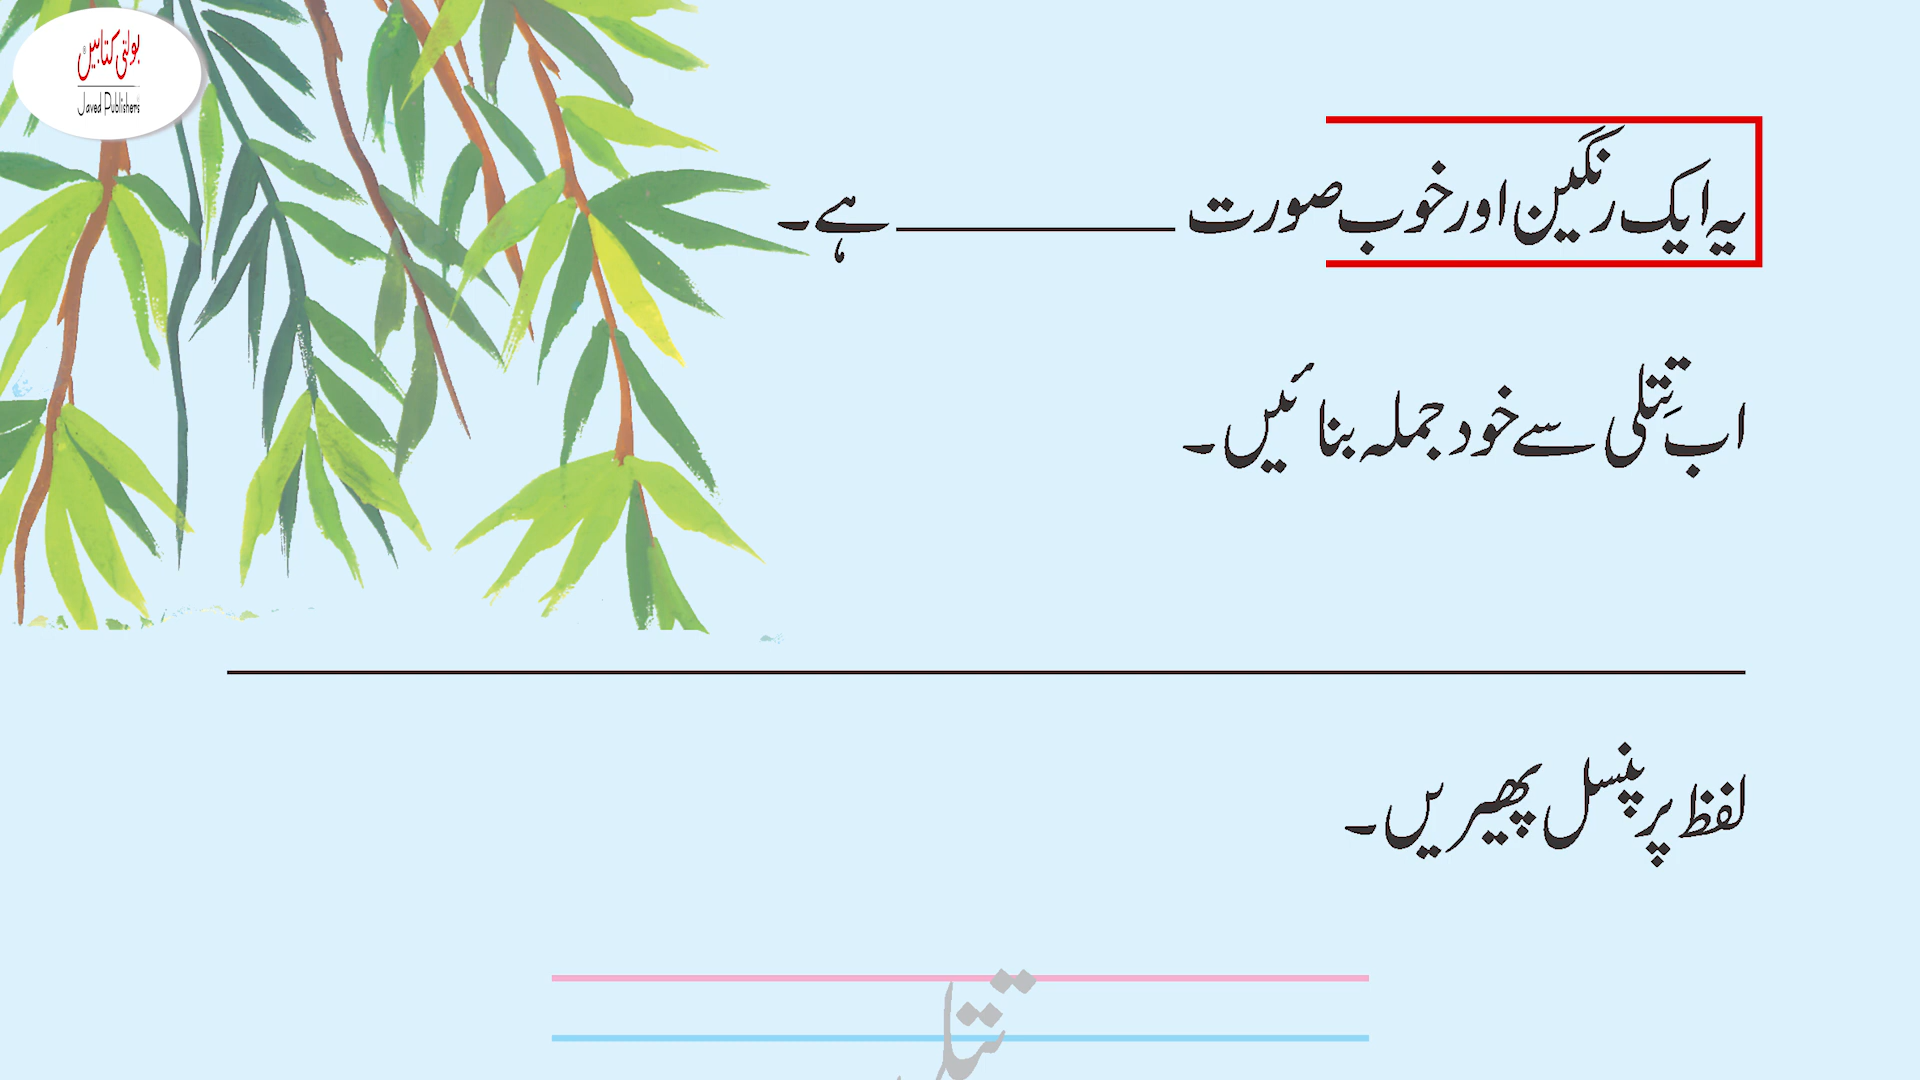 بولتی کتابیں
Javed Publishers
یہ ایک رنگین اور خوب صورت ________ ہے۔
اب تِتلی سے خود جملہ بنائیں۔
لفظ پر پنسل پھیریں۔